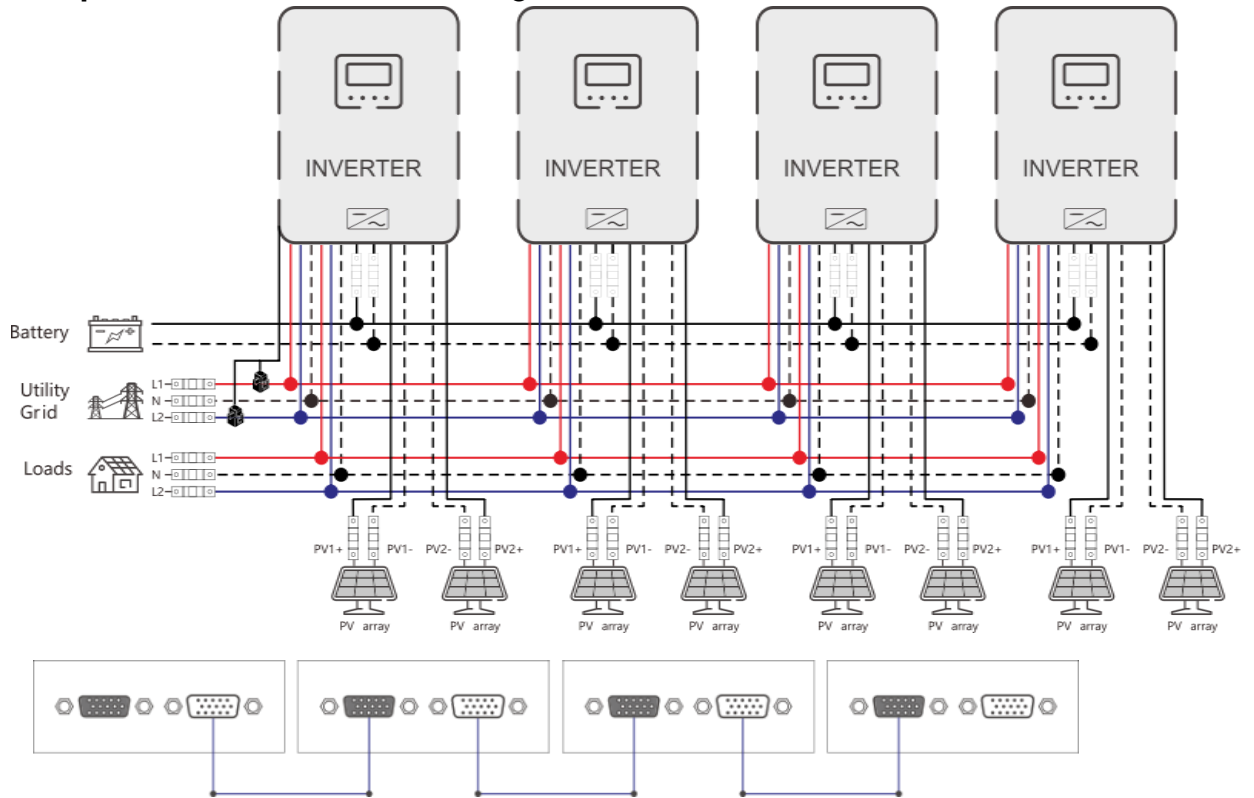 INVERTER INVERTER INVERTER INVERTER
Battery
Utility
Grid
L1
N
L2
Loads
L1
N
L2
PV1+ PV1- PV2- PV2+ PV1+ PV1- PV2- PV2+ PV1+ PV1- PV2- PV2+ PV1+ PV1- PV2- PV2+
PV array PV array PV array PV array PV array PV array PV array PV array